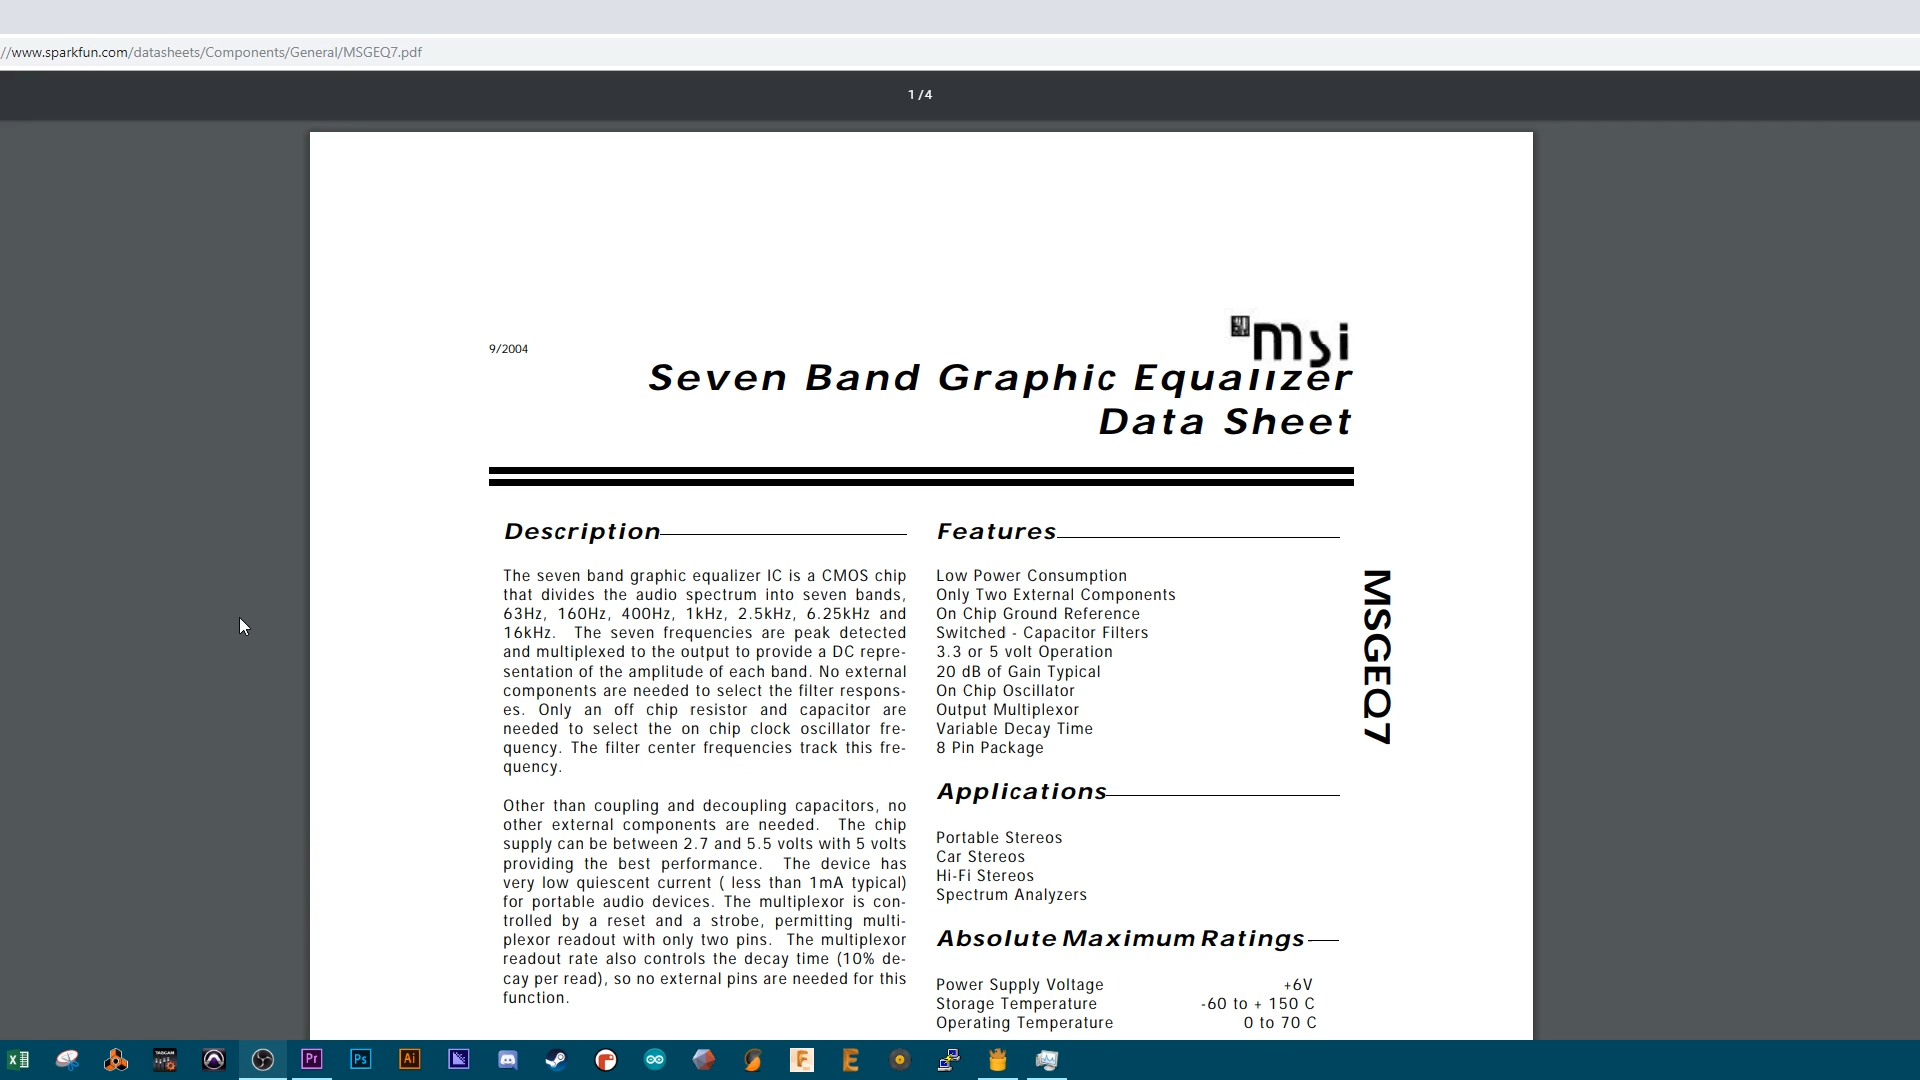 //www.sparkfun.com/datasheets/Components/General/MSGEQ7.pdf
1 / 4
msi
9/2004
Seven Band Graphic Equalizer
Data Sheet
Description
The seven band graphic equalizer IC is a CMOS chip
that divides the audio spectrum into seven bands,
63Hz, 160Hz, 400Hz, 1kHz, 2.5kHz, 6.25kHz and
16kHz. The seven frequencies are peak detected
and multiplexed to the output to provide a DC repre-
sentation of the amplitude of each band. No external
components are needed to select the filter respons-
es. Only an off chip resistor and capacitor are
needed to select the on chip clock oscillator fre-
quency. The filter center frequencies track this fre-
quency.
Other than coupling and decoupling capacitors, no
other external components are needed. The chip
supply can be between 2.7 and 5.5 volts with 5 volts
providing the best performance. The device has
very low quiescent current ( less than 1mA typical)
for portable audio devices. The multiplexor is con-
trolled by a reset and a strobe, permitting multi-
plexor readout with only two pins. The multiplexor
readout rate also controls the decay time (10% de-
cay per read), so no external pins are needed for this
function.
Features
Low Power Consumption
Only Two External Components
On Chip Ground Reference
Switched - Capacitor Filters
3.3 or 5 volt Operation
20 dB of Gain Typical
On Chip Oscillator
Output Multiplexor
Variable Decay Time
8 Pin Package
Applications
Portable Stereos
Car Stereos
Hi-Fi Stereos
Spectrum Analyzers
Absolute Maximum Ratings
Power Supply Voltage +6V
Storage Temperature -60 to + 150 C
Operating Temperature 0 to 70 C
MSGEQ7
TASCAM
Pr
Ps
Ai
F
E